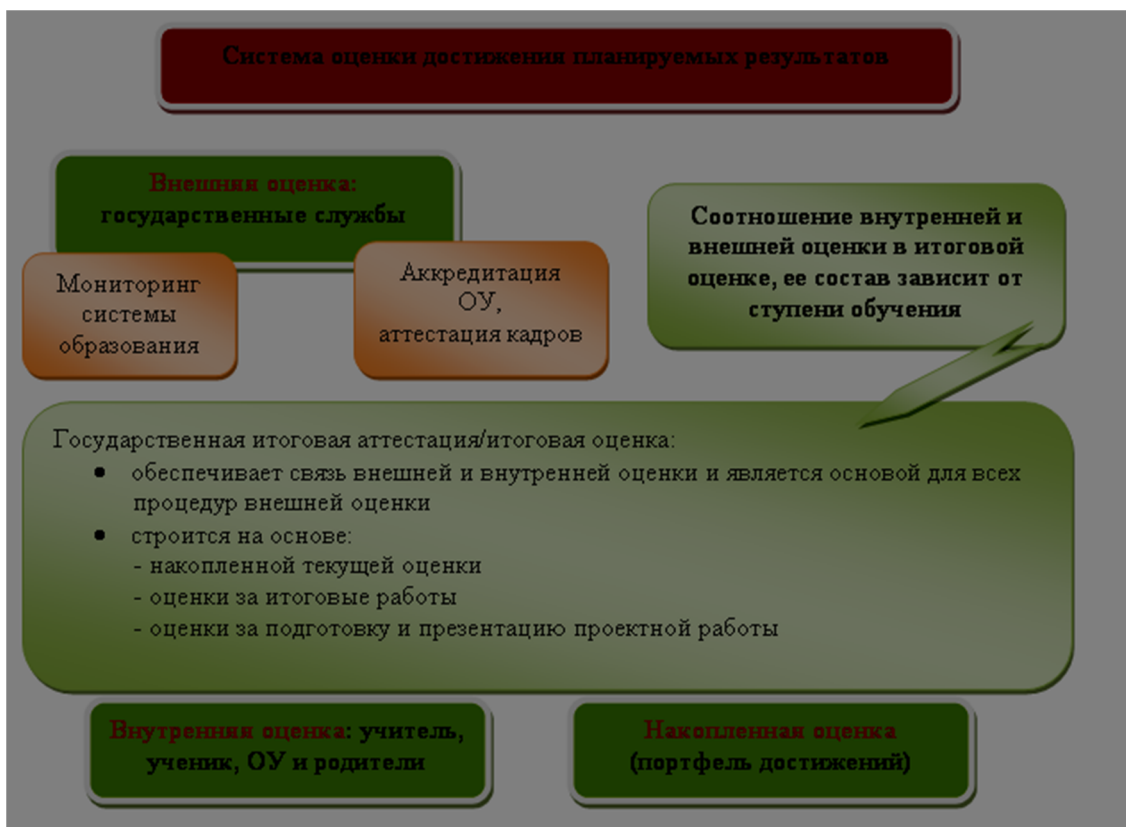 Система оценки достижения планируемых результатов
Внешняя оценка:
государственные службы
Мониторинг
системы
образования
Аккредитация
ОУ,
аттестация кадров
Соотношение внутренней и
внешней оценки в итоговой
оценке, ее состав зависит от
ступени обучения
Государственная итоговая аттестация/итоговая оценка:
• обеспечивает связь внешней и внутренней оценки и является основой для всех
процедур внешней оценки
• строится на основе:
- накопленной текущей оценки
- оценки за итоговые работы
- оценки за подготовку и презентацию проектной работы
Внутренняя оценка: учитель,
ученик, ОУ и родители
Накопленная оценка
(портфель достижений)